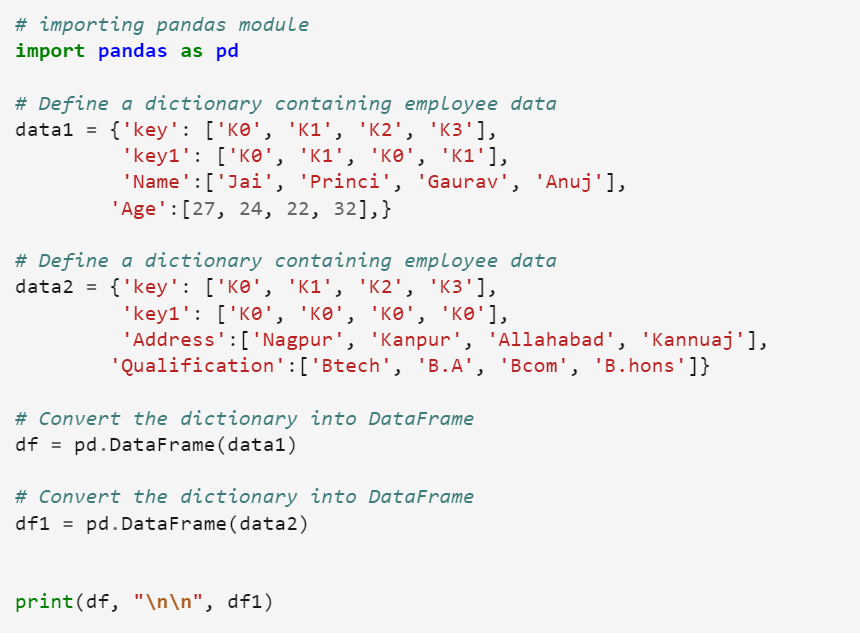 # importing pandas module
import pandas as pd
# Define a dictionary containing employee data
data1 = {'key': ['K0', 'K1', 'K2', 'K3'],
         'key1': ['K0', 'K1', 'K0', 'K1'],
         'Name':['Jai', 'Princi', 'Gaurav', 'Anuj'],
        'Age':[27, 24, 22, 32],}
# Define a dictionary containing employee data
data2 = {'key': ['K0', 'K1', 'K2', 'K3'],
         'key1': ['K0', 'K0', 'K0', 'K0'],
         'Address':['Nagpur', 'Kanpur', 'Allahabad', 'Kannuaj'],
        'Qualification':['Btech', 'B.A', 'Bcom', 'B.hons']}
# Convert the dictionary into DataFrame
df = pd.DataFrame(data1)
# Convert the dictionary into DataFrame
df1 = pd.DataFrame(data2)
print(df, "\n\n", df1)